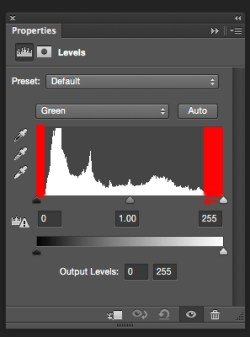 Properties
Levels
Preset: Default
Green Auto
0 1.00 255
Output Levels: 0 255